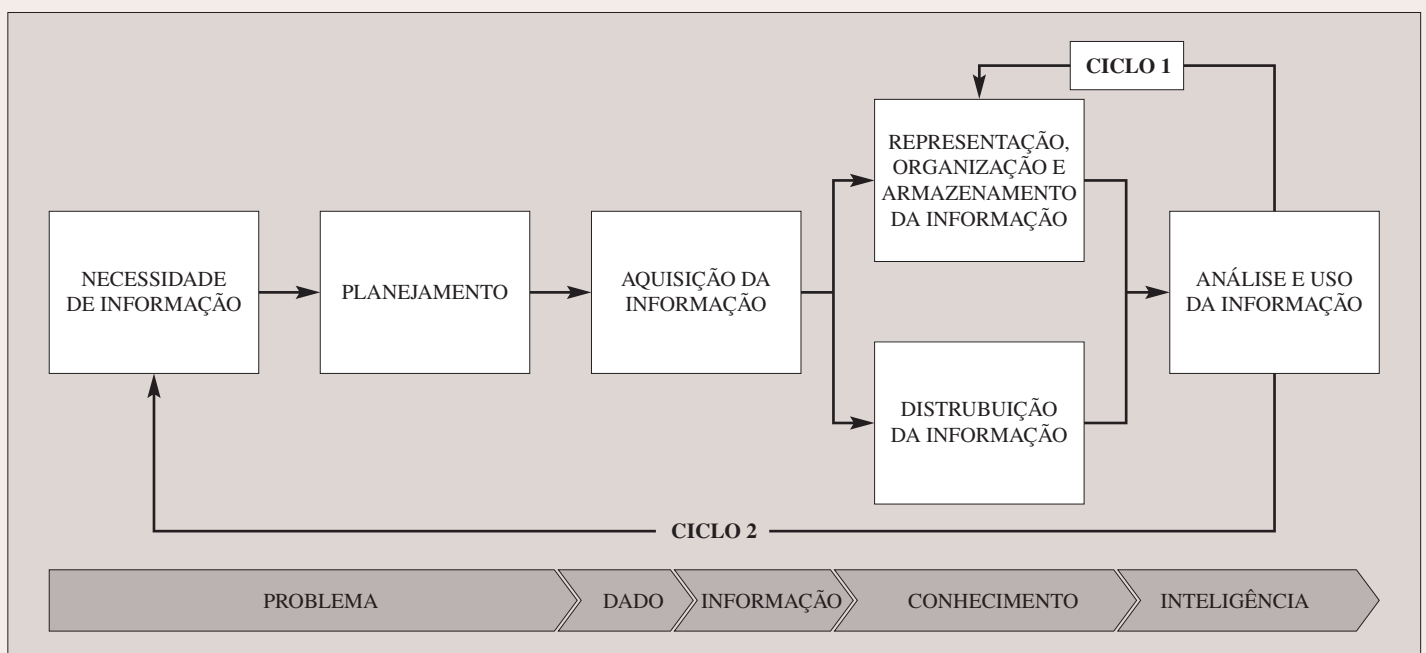 CICLO 1
REPRESENTAÇÃO,
ORGANIZAÇÃO E
ARMAZENAMENTO
DA INFORMAÇÃO
NECESSIDADE
DE INFORMAÇÃO
PLANEJAMENTO
AQUISIÇÃO DA
INFORMAÇÃO
ANÁLISE E USO
DA INFORMAÇÃO
DISTRUBUIÇÃO
DA INFORMAÇÃO
CICLO 2
PROBLEMA
DADO
INFORMAÇÃO
CONHECIMENTO
INTELIGÊNCIA